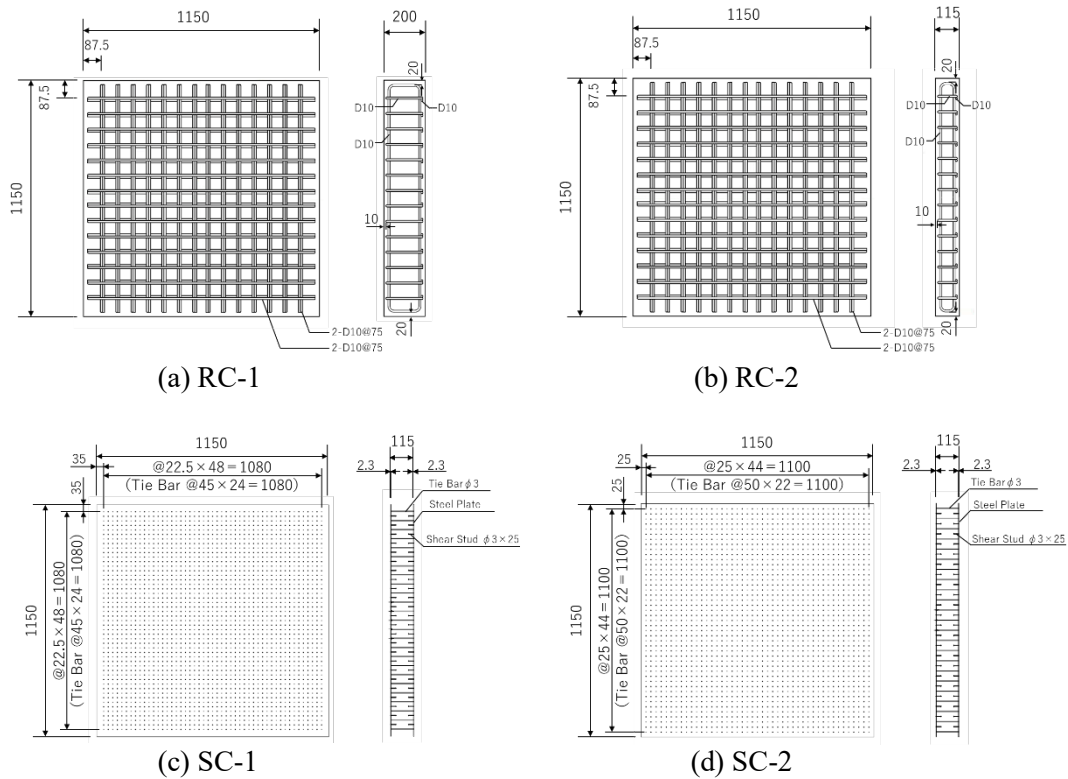 1150
200
87.5
87.5
1150
20
D10
D10
D10
10
20
2-D10@75
2-D10@75
(a) RC-1
1150
115
87.5
87.5
1150
20
D10
D10
D10
10
20
2-D10@75
2-D10@75
(b) RC-2
1150
35
@22.5×48=1080
(Tie Bar @45×24=1080)
35
1150
@22.5×48=1080
(Tie Bar @45×24=1080)
115
2.3
2.3
Tie Bar φ3
Steel Plate
Shear Stud φ3×25
(c) SC-1
1150
25
@25×44=1100
(Tie Bar @50×22=1100)
25
1150
@25×44=1100
(Tie Bar @50×22=1100)
115
2.3
2.3
Tie Bar φ3
Steel Plate
Shear Stud φ3×25
(d) SC-2